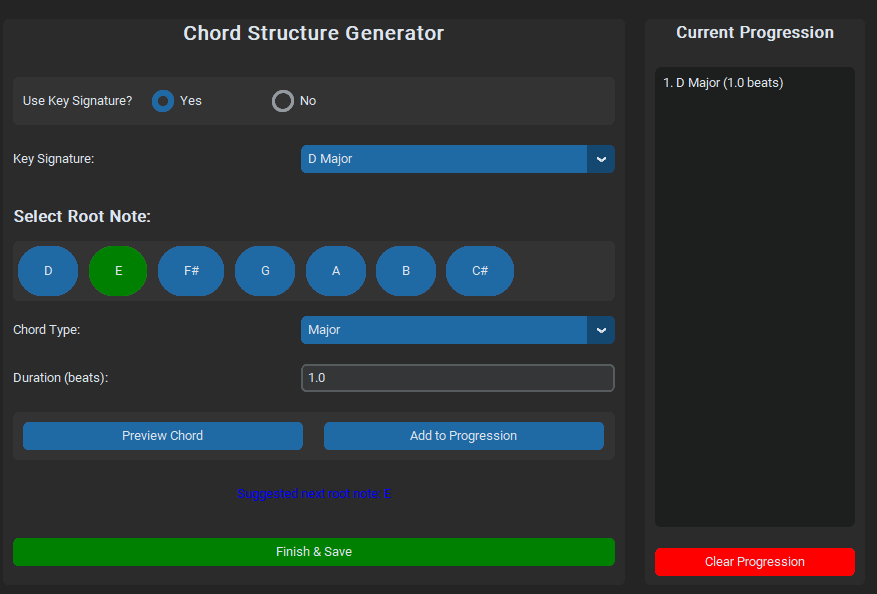 Chord Structure Generator
Use Key Signature? Yes No
Key Signature: D Major
Select Root Note:
D E F# G A B C#
Chord Type: Major
Duration (beats): 1.0
Preview Chord Add to Progression
Suggested next root note: E
Finish & Save
Current Progression
1. D Major (1.0 beats)
Clear Progression